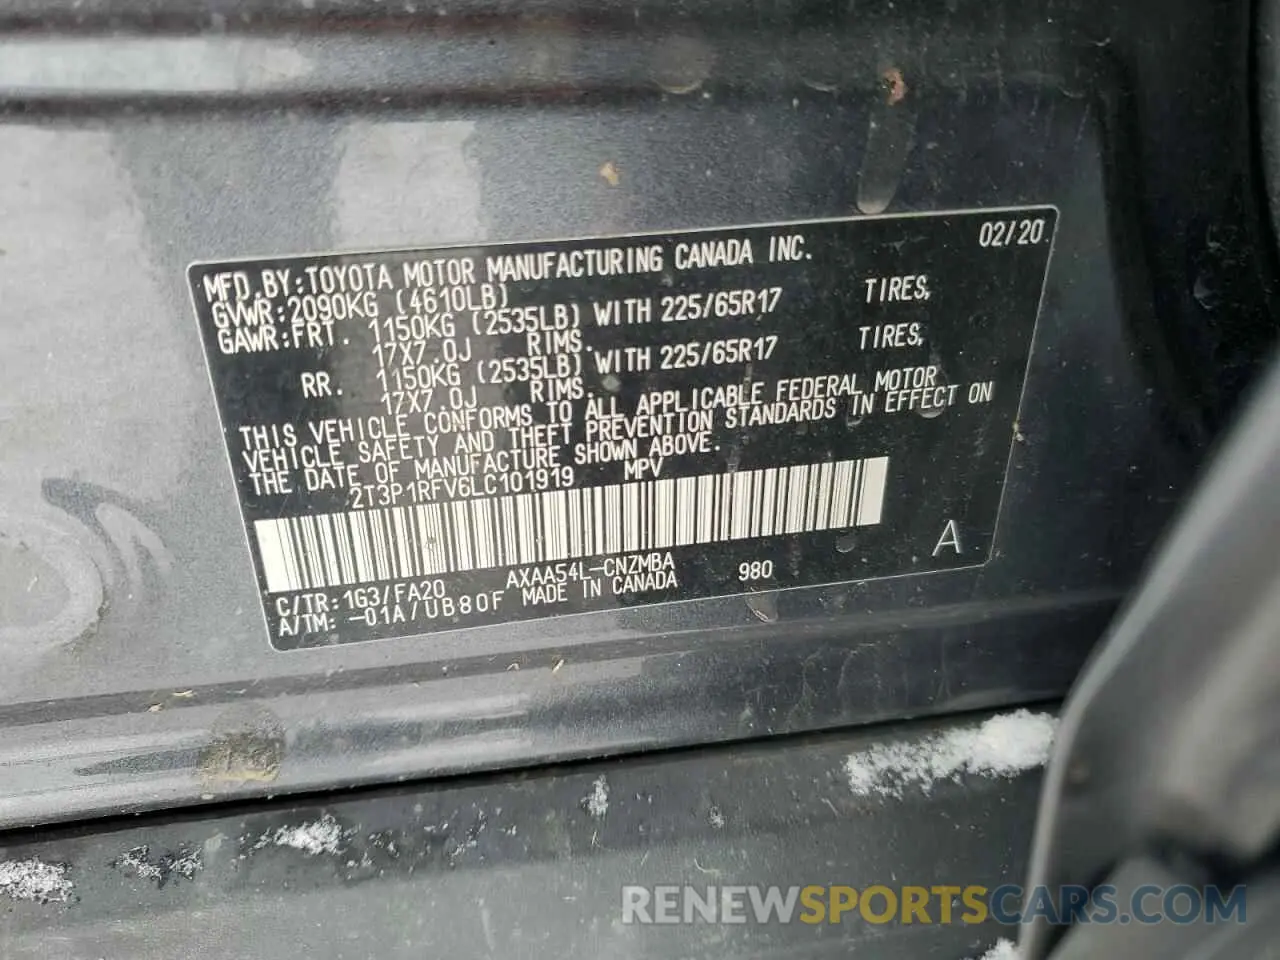 MFD.BY:TOYOTA MOTOR MANUFACTURING CANADA INC. 02/20
GVWR:2090KG (4610LB)
GAWR:FRT. 1150KG (2535LB) WITH 225/65R17 TIRES,
17X7.0J RIMS.
RR. 1150KG (2535LB) WITH 225/65R17 TIRES,
17X7.0J RIMS.
THIS VEHICLE CONFORMS TO ALL APPLICABLE FEDERAL MOTOR
VEHICLE SAFETY AND THEFT PREVENTION STANDARDS IN EFFECT ON
THE DATE OF MANUFACTURE SHOWN ABOVE.
2T3P1RFV6LC101919 MPV
A
C/TR:1G3/FA20 AXAA54L-CNZMBA 980
A/TM:-01A/UB80F MADE IN CANADA
RENEWSPORTSCARS.COM